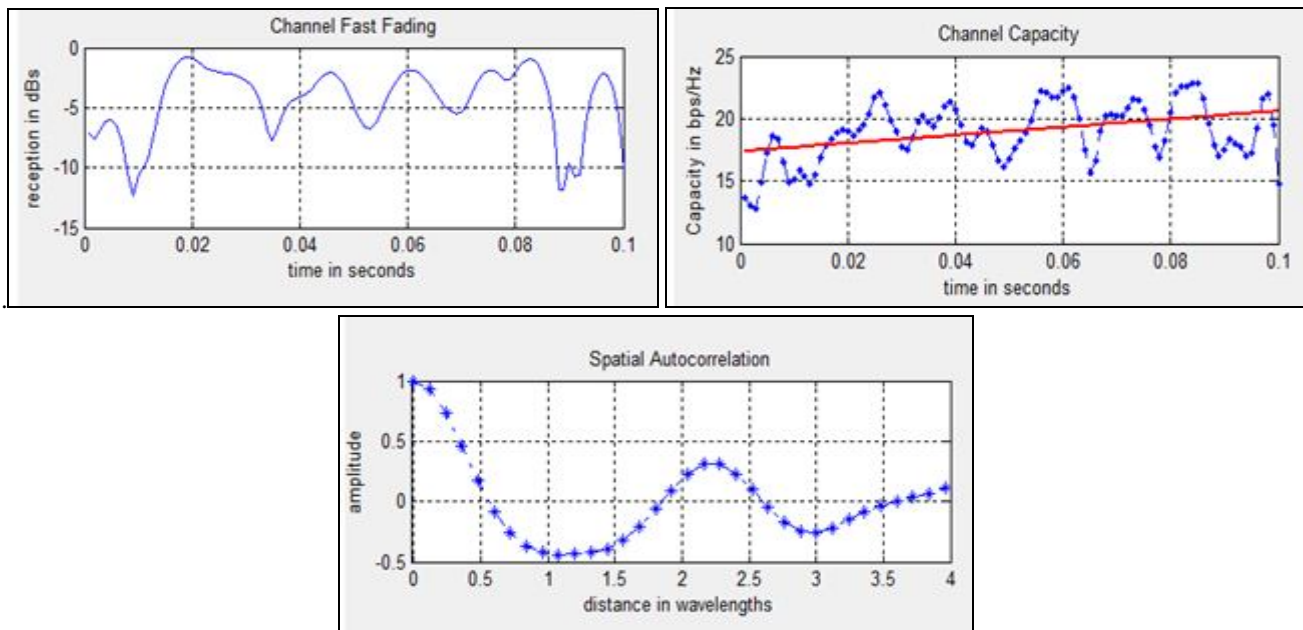 Channel Fast Fading
0
-5
-10
-15
reception in dBs
0 0.02 0.04 0.06 0.08 0.1
time in seconds
Channel Capacity
25
20
15
10
Capacity in bps/Hz
0 0.02 0.04 0.06 0.08 0.1
time in seconds
.
Spatial Autocorrelation
1
0.5
0
-0.5
amplitude
0 0.5 1 1.5 2 2.5 3 3.5 4
distance in wavelengths